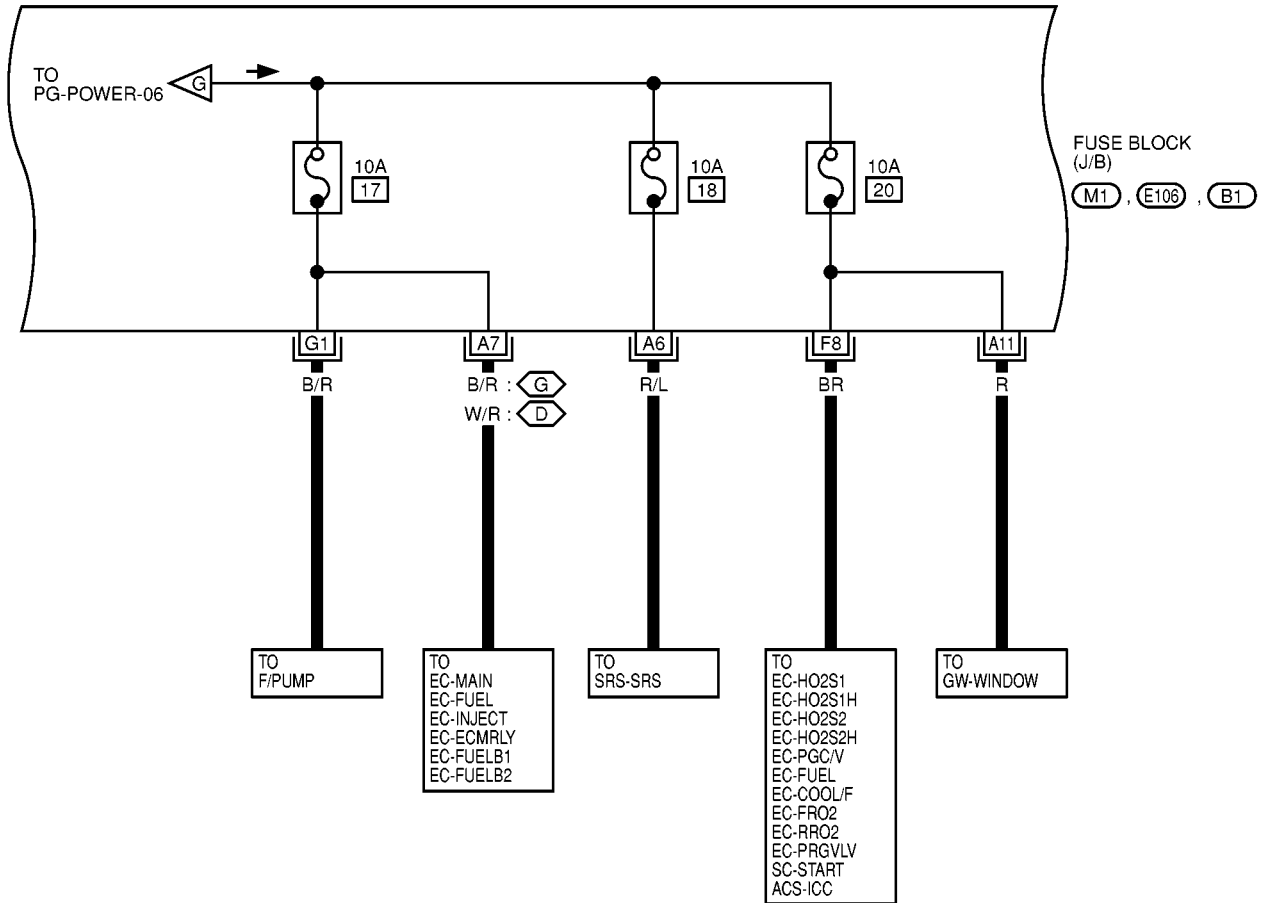 TO
PG-POWER-06
G
FUSE BLOCK
(J/B)
M1 , E106 , B1
10A
17
10A
18
10A
20
G1
A7
A6
F8
A11
B/R
B/R : G
W/R : D
R/L
BR
R
TO
F/PUMP
TO
EC-MAIN
EC-FUEL
EC-INJECT
EC-ECMRLY
EC-FUELB1
EC-FUELB2
TO
SRS-SRS
TO
EC-HO2S1
EC-HO2S1H
EC-HO2S2
EC-HO2S2H
EC-PGC/V
EC-FUEL
EC-COOL/F
EC-FRO2
EC-RRO2
EC-PRGVLV
SC-START
ACS-ICC
TO
GW-WINDOW